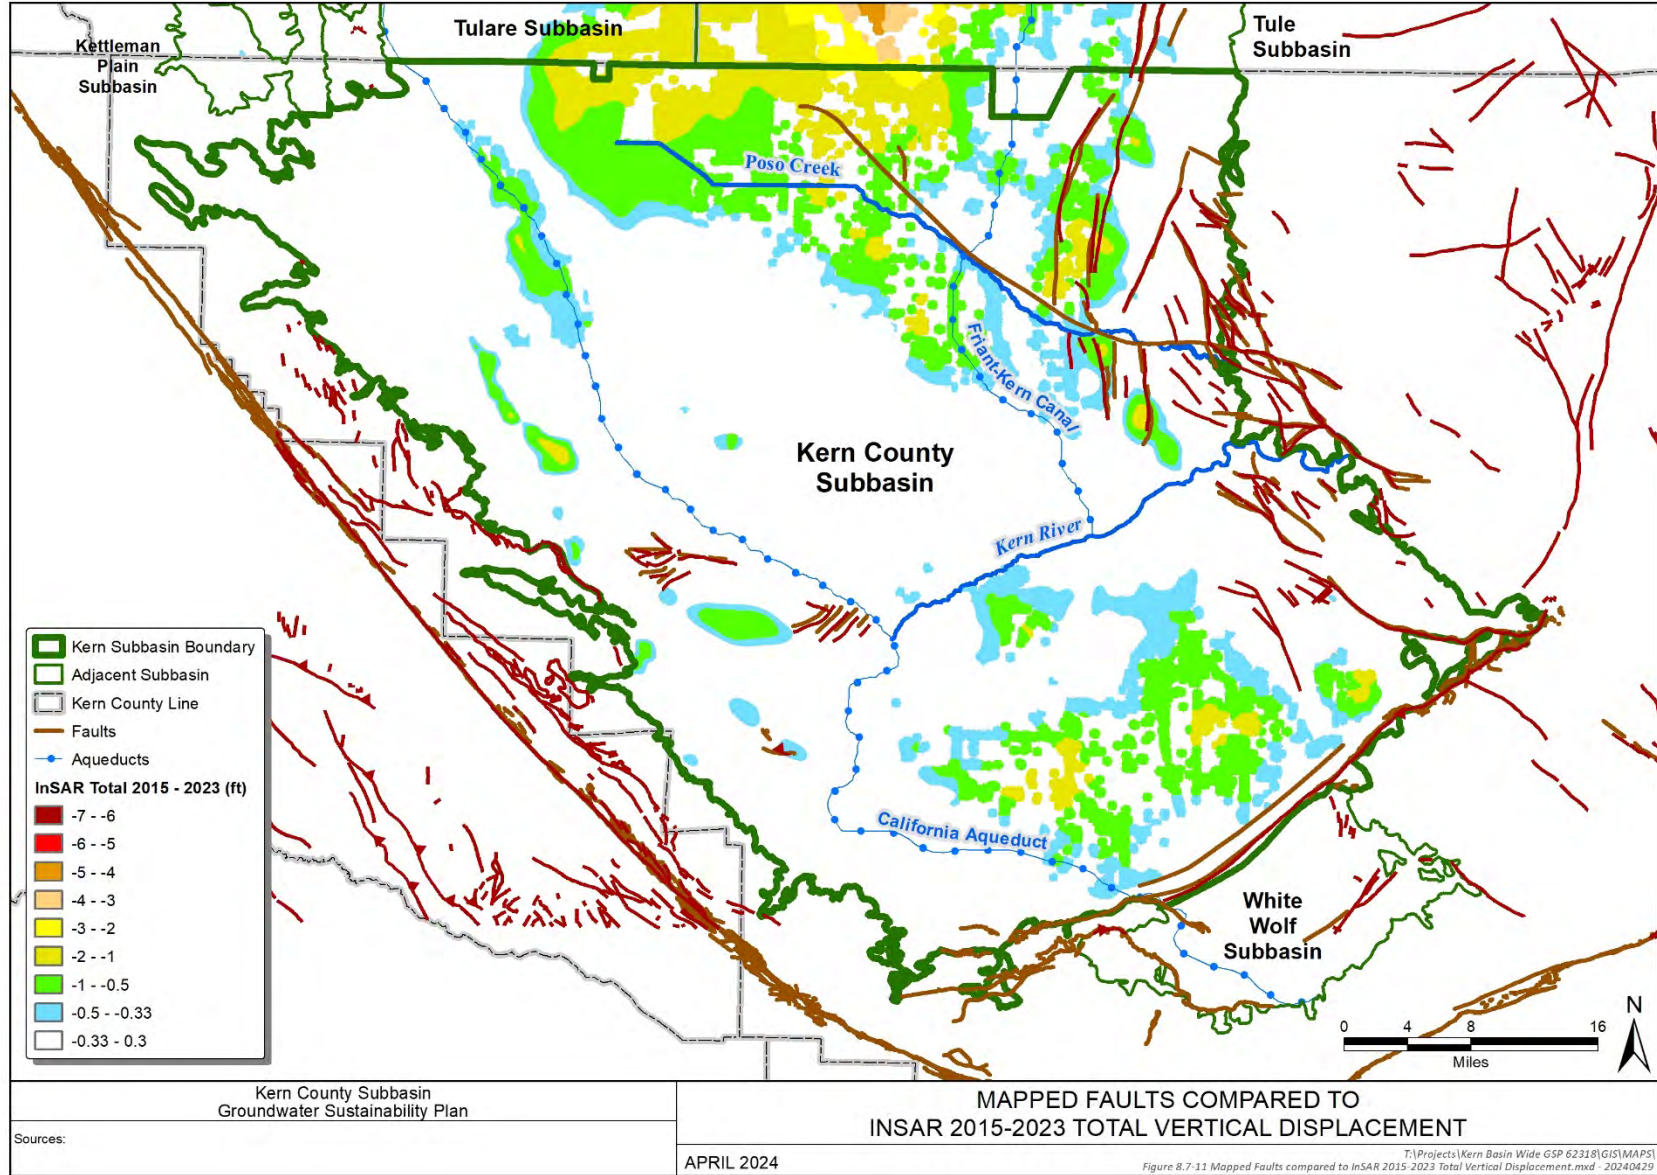 Tulare Subbasin
Tule
Subbasin
Kettleman
Plain
Subbasin
Poso Creek
Friant-Kern Canal
Kern County
Subbasin
Kern River
California Aqueduct
White
Wolf
Subbasin
Kern Subbasin Boundary
Adjacent Subbasin
Kern County Line
Faults
Aqueducts
InSAR Total 2015 - 2023 (ft)
-7 - -6
-6 - -5
-5 - -4
-4 - -3
-3 - -2
-2 - -1
-1 - -0.5
-0.5 - -0.33
-0.33 - 0.3
N
0 4 8 16
Miles
Kern County Subbasin
Groundwater Sustainability Plan
Sources:
MAPPED FAULTS COMPARED TO
INSAR 2015-2023 TOTAL VERTICAL DISPLACEMENT
APRIL 2024
T:\Projects\Kern Basin Wide GSP 62318\GIS\MAPS\
Figure 8.7-11 Mapped Faults compared to InSAR 2015-2023 Total Vertical Displacement.mxd - 20240429